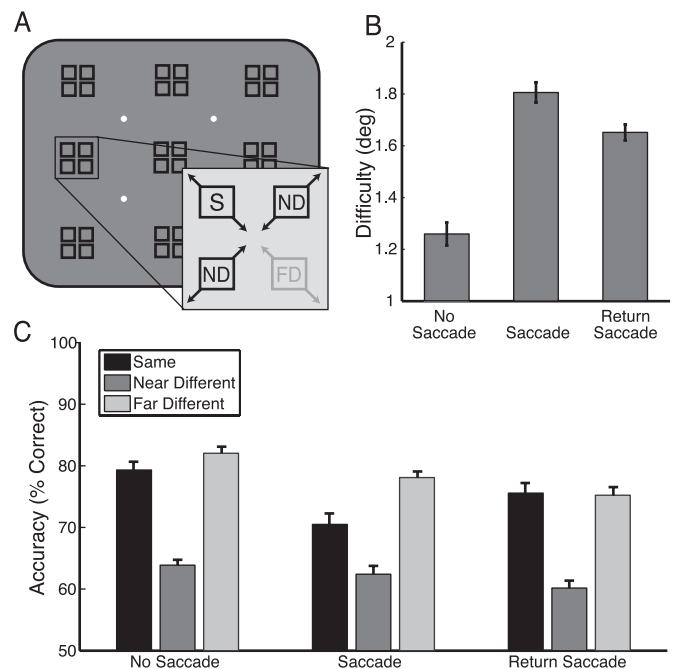 A
S
ND
ND
FD
B
Difficulty (deg)
2
1.8
1.6
1.4
1.2
1
No
Saccade
Saccade
Return
Saccade
C
Accuracy (% Correct)
100
90
80
70
60
50
Same
Near Different
Far Different
No Saccade
Saccade
Return Saccade